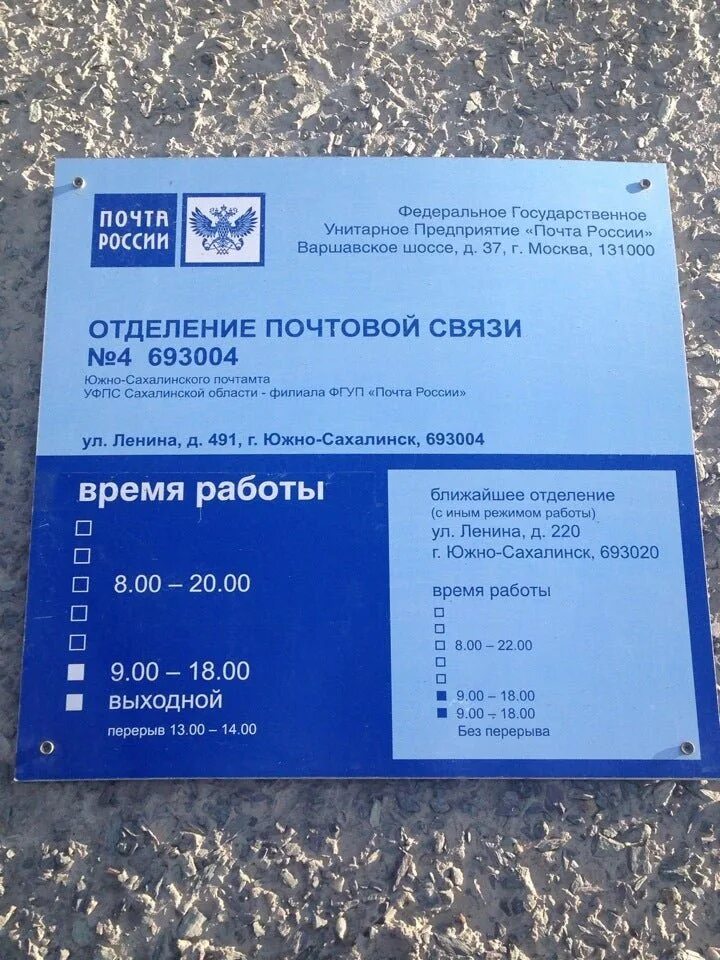 ПОЧТА
РОССИИ
Федеральное Государственное
Унитарное Предприятие «Почта России»
Варшавское шоссе, д. 37, г. Москва, 131000
ОТДЕЛЕНИЕ ПОЧТОВОЙ СВЯЗИ
№4 693004
Южно-Сахалинского почтамта
УФПС Сахалинской области - филиала ФГУП «Почта России»
ул. Ленина, д. 491, г. Южно-Сахалинск, 693004
время работы
8.00 – 20.00
9.00 – 18.00
выходной
перерыв 13.00 – 14.00
ближайшее отделение
(с иным режимом работы)
ул. Ленина, д. 220
г. Южно-Сахалинск, 693020
время работы
8.00 – 22.00
9.00 – 18.00
9.00 – 18.00
Без перерыва